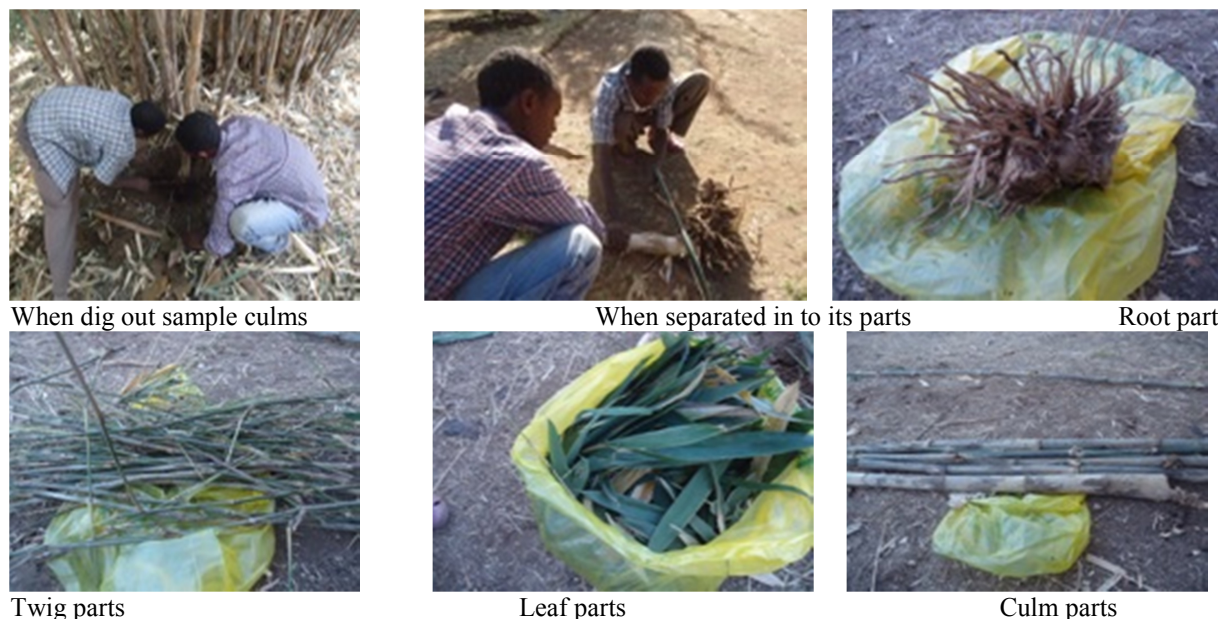 When dig out sample culms
When separated in to its parts
Root part
Twig parts
Leaf parts
Culm parts